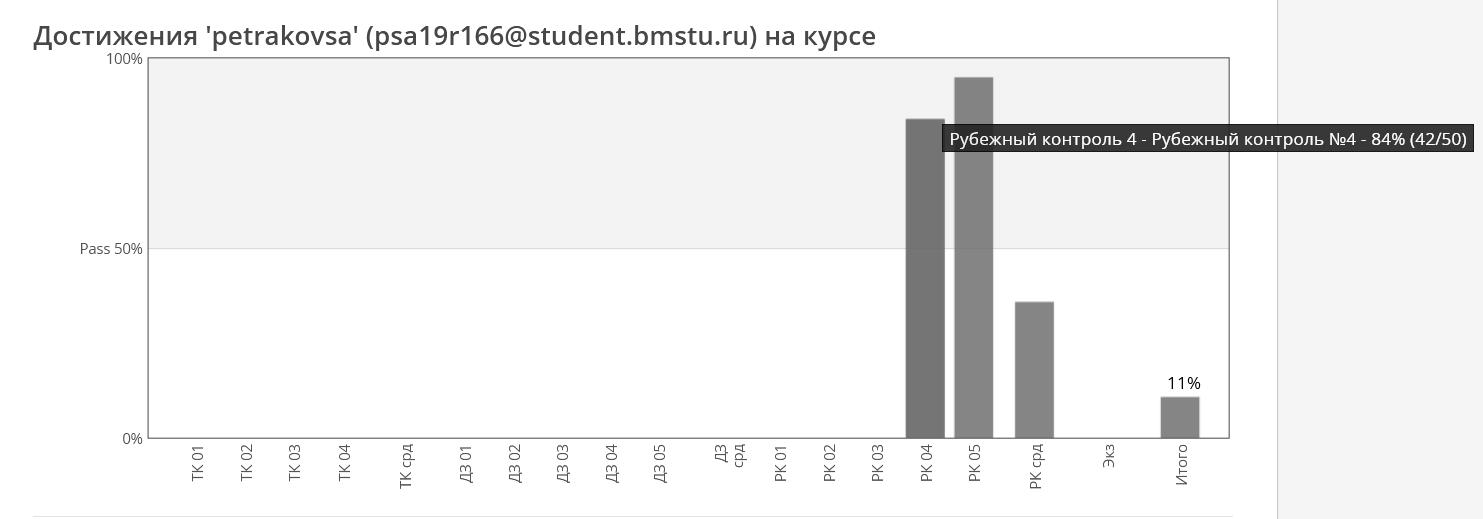 Достижения 'petrakovsa' (psa19r166@student.bmstu.ru) на курсе
100%
Рубежный контроль 4 - Рубежный контроль №4 - 84% (42/50)
Pass 50%
11%
0%
ТК 01
ТК 02
ТК 03
ТК 04
ТК срд
ДЗ 01
ДЗ 02
ДЗ 03
ДЗ 04
ДЗ 05
ДЗ
срд
РК 01
РК 02
РК 03
РК 04
РК 05
РК срд
Экз
Итого